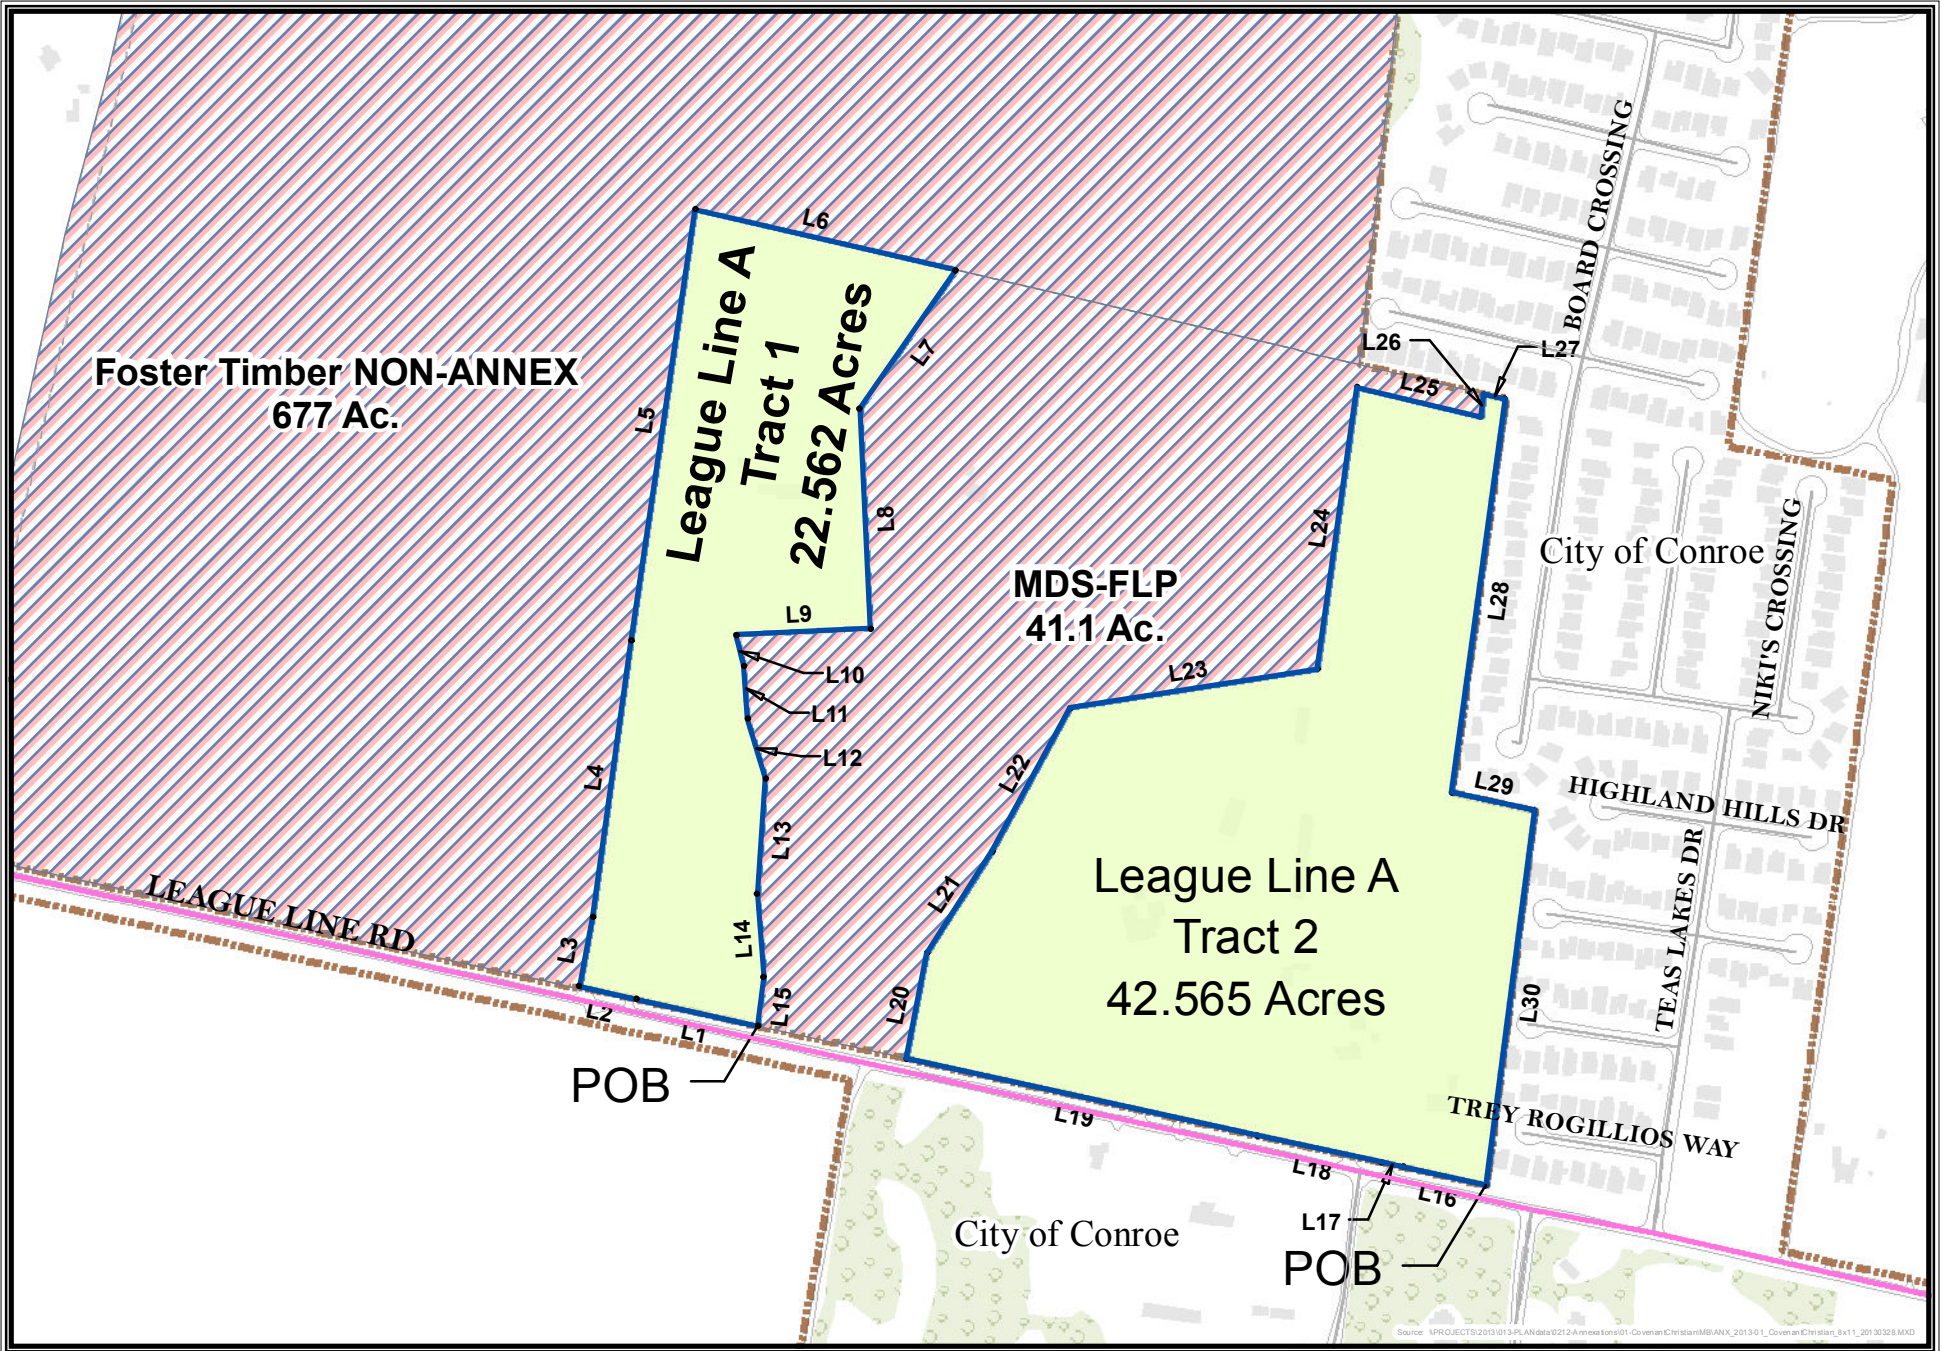 Foster Timber NON-ANNEX
677 Ac.
League Line A
Tract 1
22.562 Acres
MDS-FLP
41.1 Ac.
League Line A
Tract 2
42.565 Acres
City of Conroe
City of Conroe
POB
POB
LEAGUE LINE RD
BOARD CROSSING
NIKI'S CROSSING
HIGHLAND HILLS DR
TEAS LAKES DR
TREY ROGILLIOS WAY
L1
L2
L3
L4
L5
L6
L7
L8
L9
L10
L11
L12
L13
L14
L15
L16
L17
L18
L19
L20
L21
L22
L23
L24
L25
L26
L27
L28
L29
L30